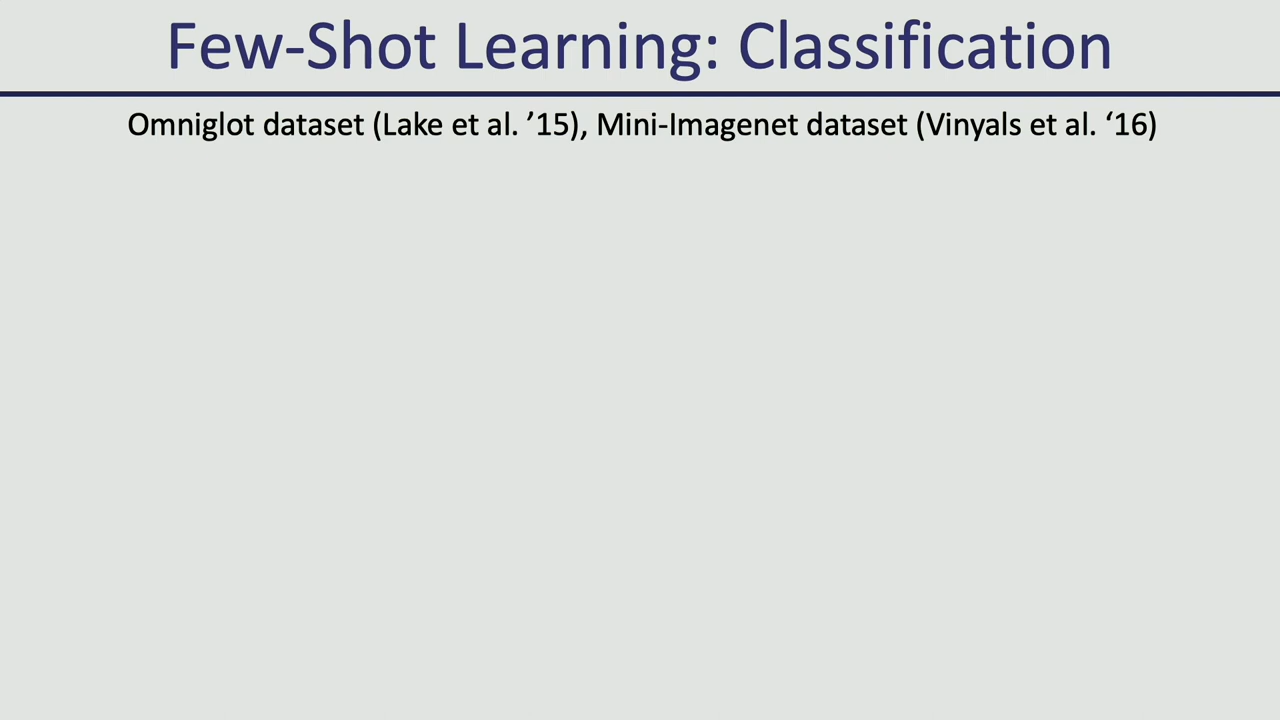 Few-Shot Learning: Classification
Omniglot dataset (Lake et al. ’15), Mini-Imagenet dataset (Vinyals et al. ‘16)